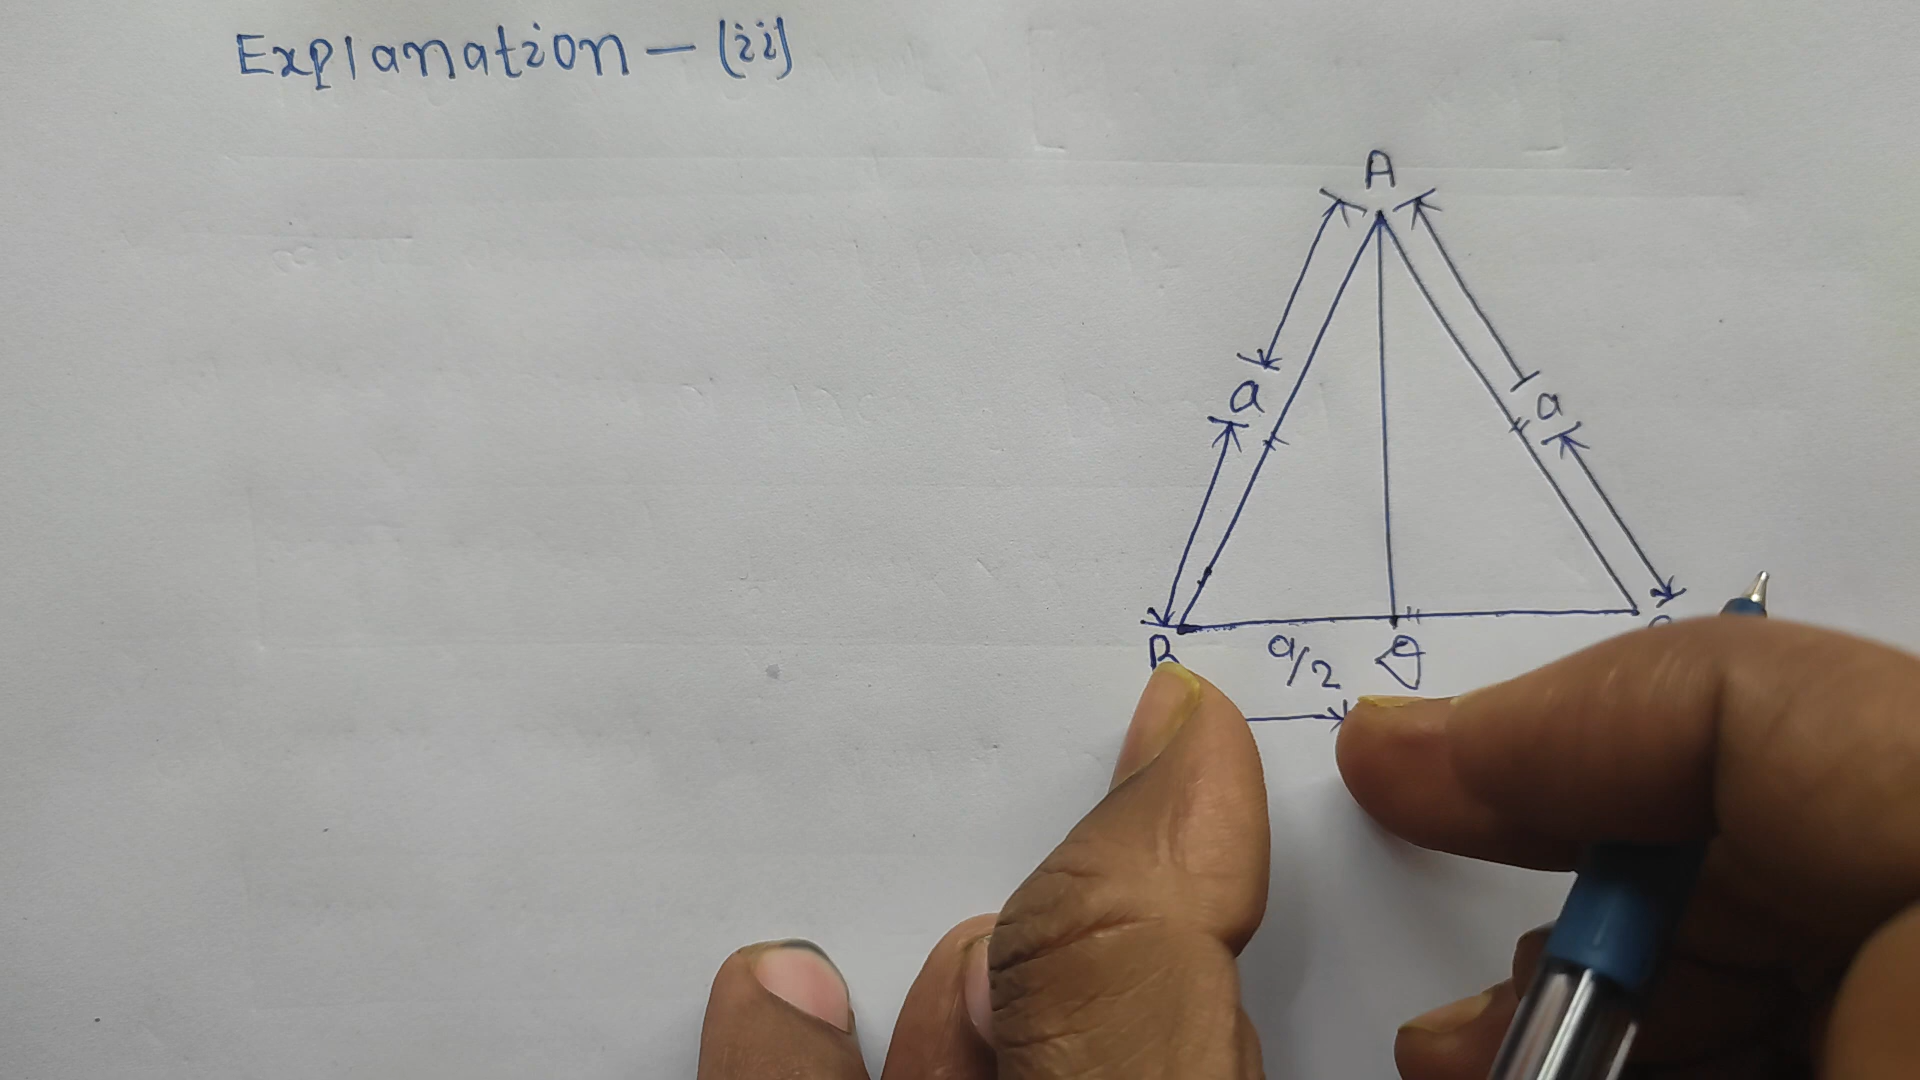 Explanation - (ii)
A
a
a
B
a/2